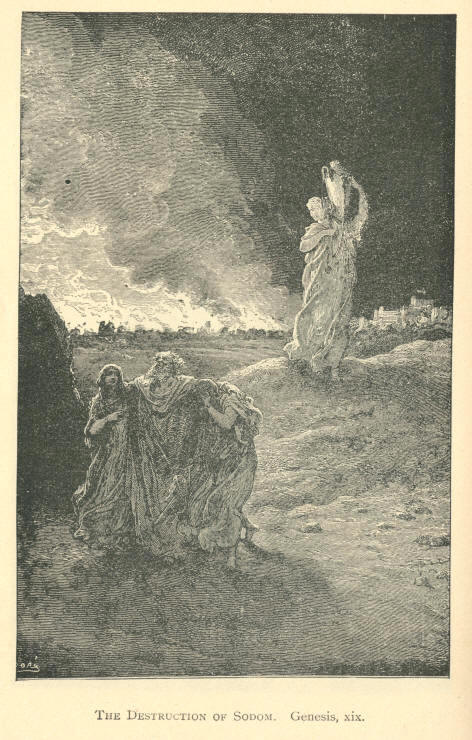 THE DESTRUCTION OF SODOM. Genesis, xix.